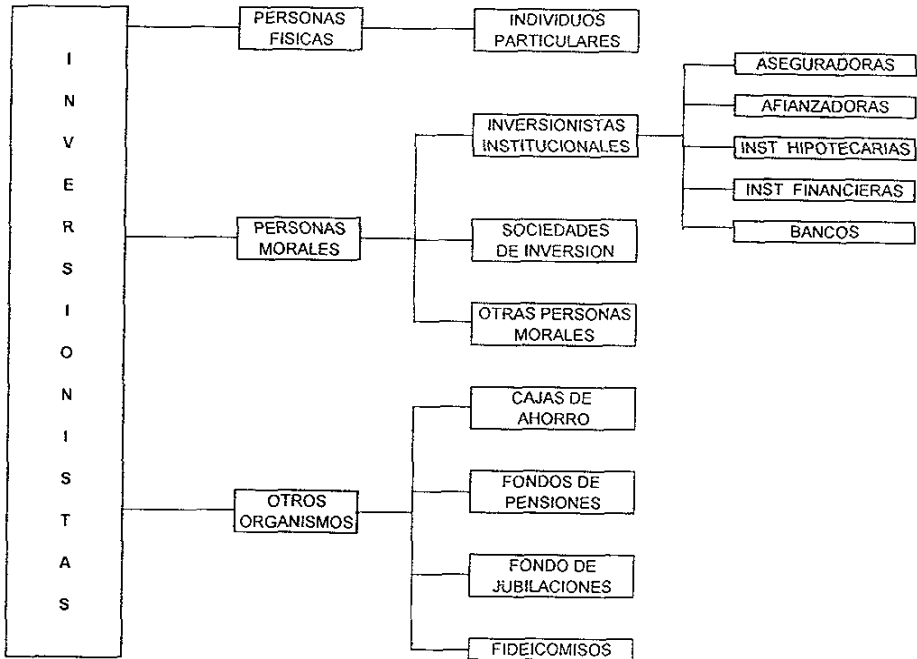 INVERSIONISTAS
PERSONAS
FISICAS
INDIVIDUOS
PARTICULARES
PERSONAS
MORALES
INVERSIONISTAS
INSTITUCIONALES
ASEGURADORAS
AFIANZADORAS
INST HIPOTECARIAS
INST FINANCIERAS
BANCOS
SOCIEDADES
DE INVERSION
OTRAS PERSONAS
MORALES
OTROS
ORGANISMOS
CAJAS DE
AHORRO
FONDOS DE
PENSIONES
FONDO DE
JUBILACIONES
FIDEICOMISOS